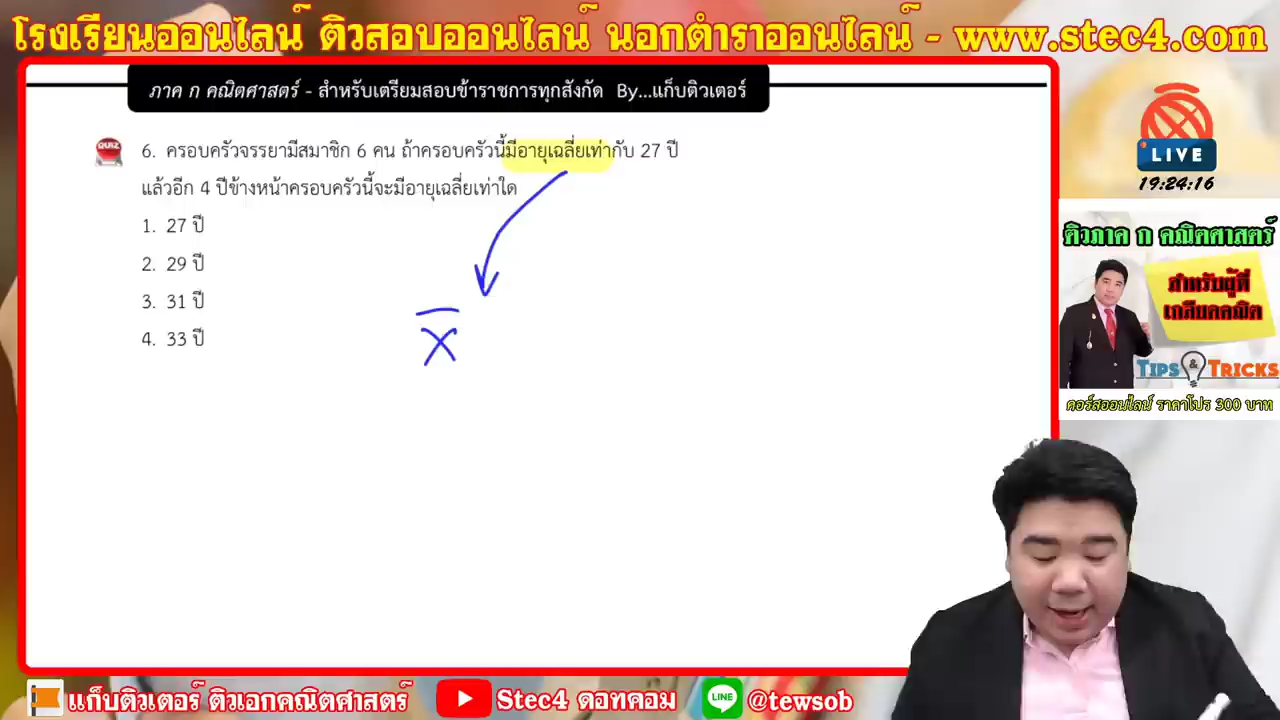 โรงเรียนออนไลน์ ติวสอบออนไลน์ นอกตำราออนไลน์ - www.stec4.com
ภาค ก คณิตศาสตร์ - สำหรับเตรียมสอบข้าราชการทุกสังกัด By...แก็บติวเตอร์
QUIZ
6. ครอบครัวจรรยามีสมาชิก 6 คน ถ้าครอบครัวนี้มีอายุเฉลี่ยเท่ากับ 27 ปี
แล้วอีก 4 ปีข้างหน้าครอบครัวนี้จะมีอายุเฉลี่ยเท่าใด
1. 27 ปี
2. 29 ปี
3. 31 ปี
4. 33 ปี
x̄
LIVE
19:24:16
ติวภาค ก คณิตศาสตร์
สำหรับผู้ที่
เกลียดคณิต
TIPS & TRICKS
คอร์สออนไลน์ ราคาโปร 300 บาท
แก็บติวเตอร์ ติวเอกคณิตศาสตร์
Stec4 ดอทคอม
LINE
@tewsob